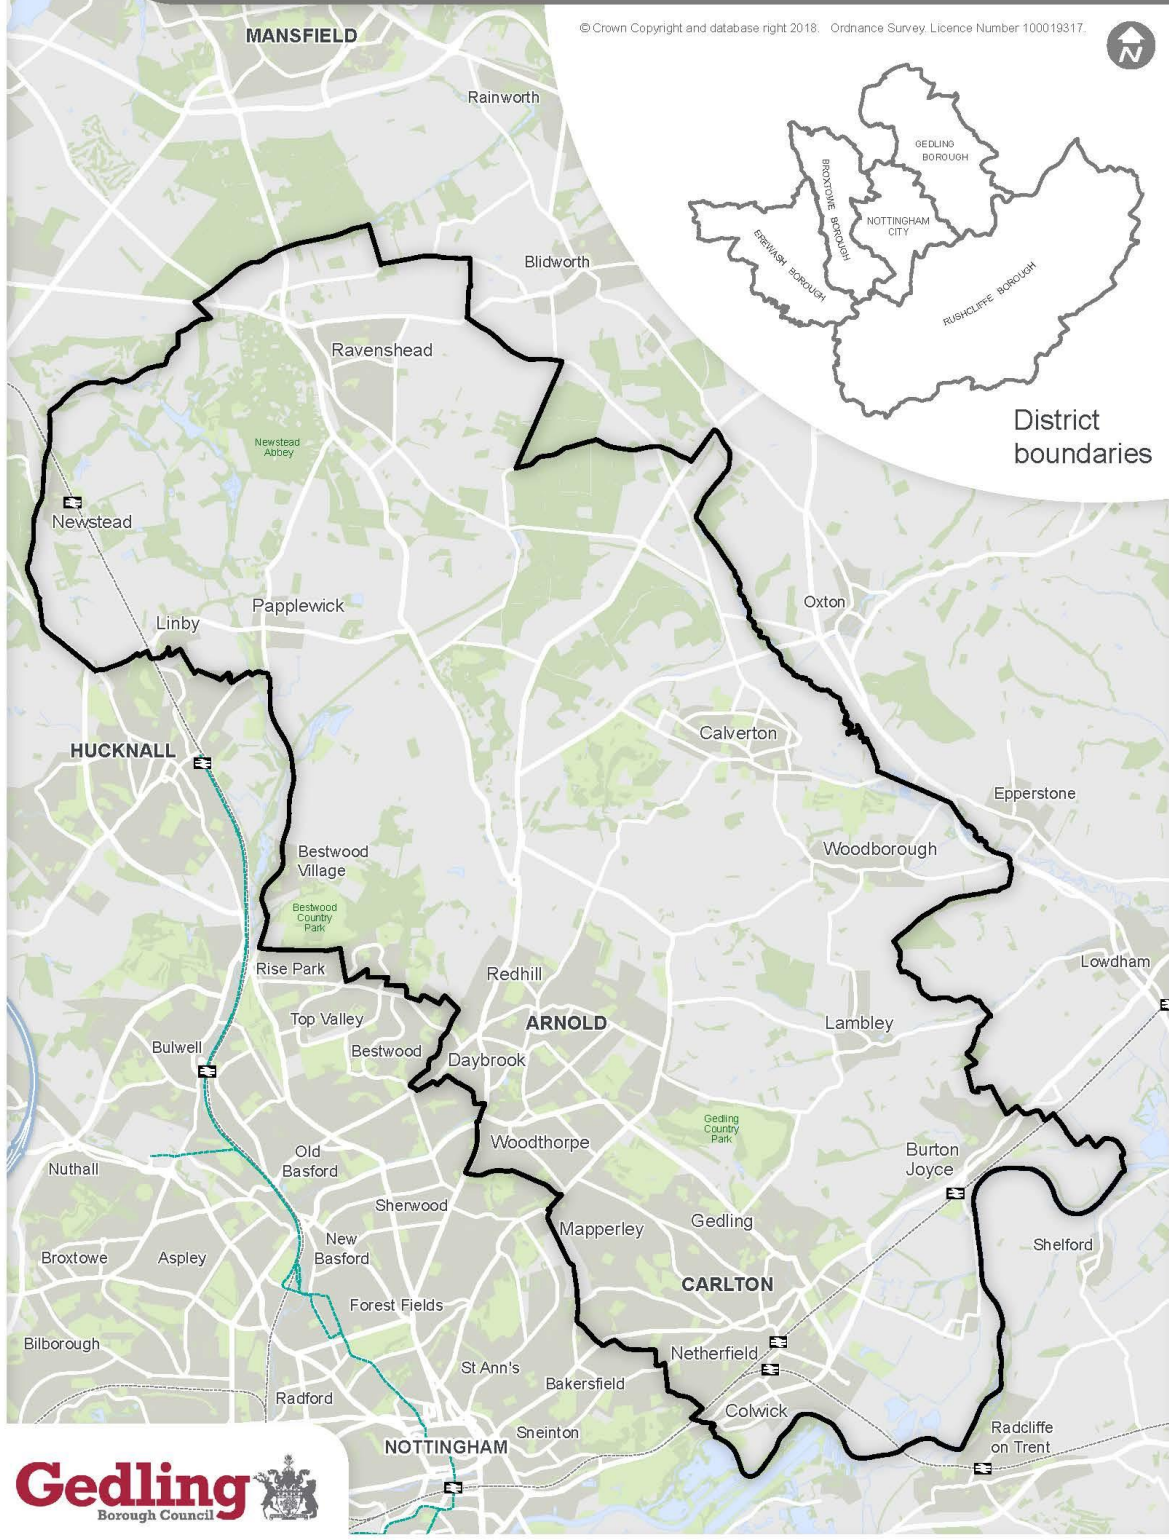 © Crown Copyright and database right 2018. Ordnance Survey. Licence Number 100019317.
N
MANSFIELD
Rainworth
GEDLING
BOROUGH
BROXTOWE BOROUGH
NOTTINGHAM
CITY
EREWASH BOROUGH
RUSHCLIFFE BOROUGH
District
boundaries
Blidworth
Ravenshead
Newstead
Abbey
Newstead
Oxton
Papplewick
Linby
Calverton
HUCKNALL
Epperstone
Woodborough
Bestwood
Village
Bestwood
Country
Park
Lowdham
Rise Park
Redhill
Top Valley
ARNOLD
Lambley
Bulwell
Bestwood
Daybrook
Gedling
Country
Park
Woodthorpe
Burton
Joyce
Old
Basford
Nuthall
Sherwood
Mapperley
Gedling
Shelford
New
Basford
Broxtowe
Aspley
CARLTON
Forest Fields
Bilborough
Netherfield
St Ann's
Bakersfield
Radford
Colwick
Sneinton
Radcliffe
on Trent
NOTTINGHAM
Gedling
Borough Council